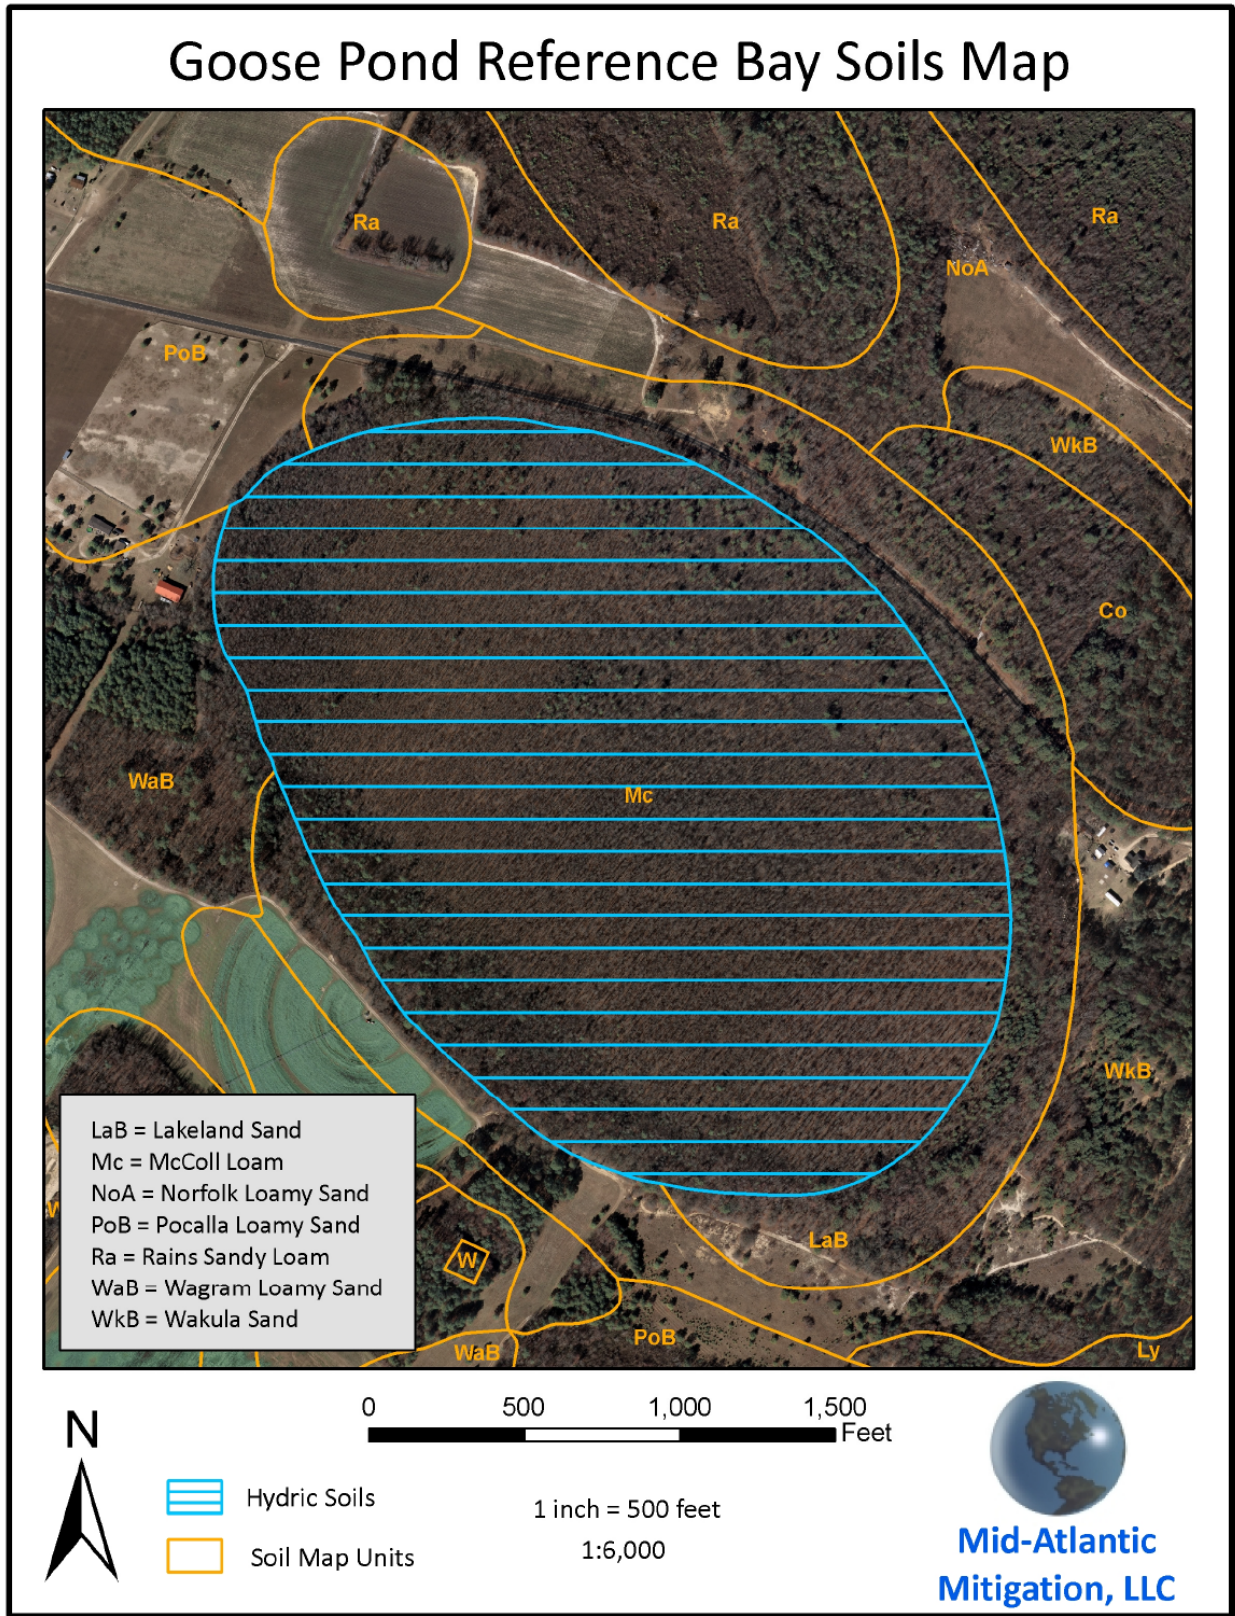 Goose Pond Reference Bay Soils Map
Ra
Ra
Ra
NoA
PoB
WkB
Co
WaB
Mc
WkB
LaB = Lakeland Sand
Mc = McColl Loam
NoA = Norfolk Loamy Sand
PoB = Pocalla Loamy Sand
Ra = Rains Sandy Loam
WaB = Wagram Loamy Sand
WkB = Wakula Sand
W
LaB
W
PoB
WaB
Ly
N
0 500 1,000 1,500
Feet
Hydric Soils
Soil Map Units
1 inch = 500 feet
1:6,000
Mid-Atlantic
Mitigation, LLC